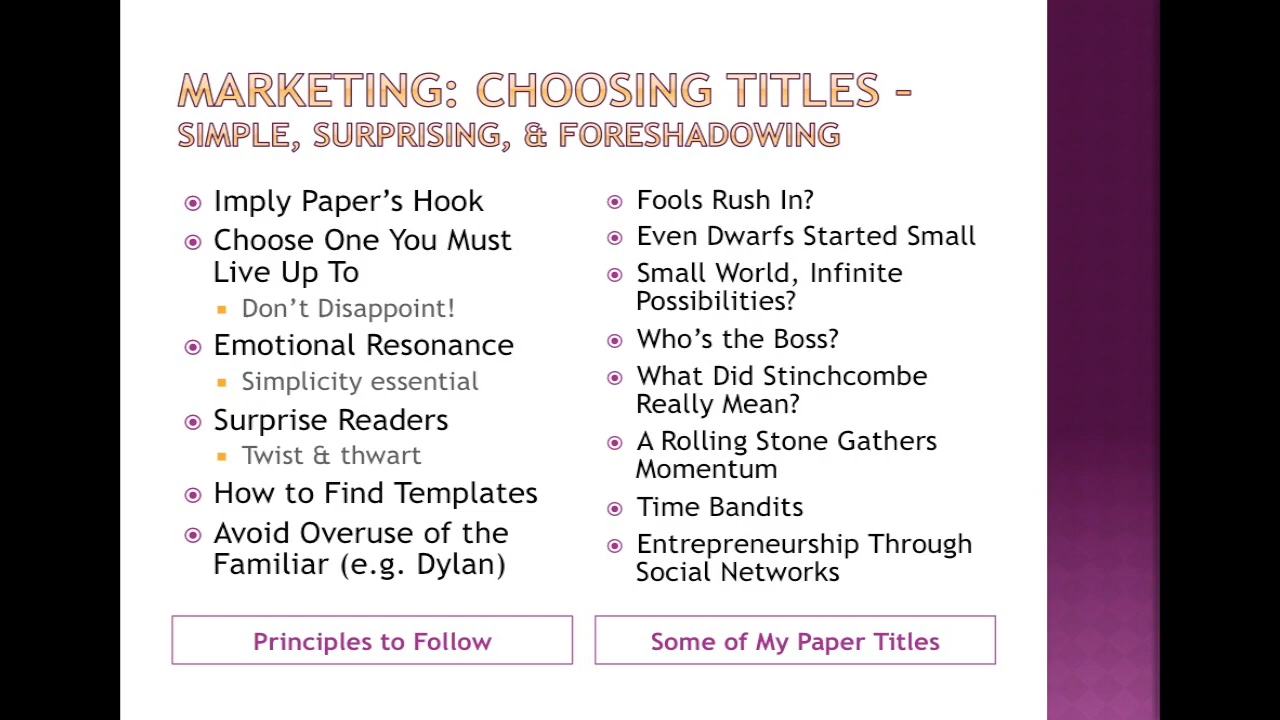 MARKETING: CHOOSING TITLES –
SIMPLE, SURPRISING, & FORESHADOWING
Imply Paper's Hook
Choose One You Must
Live Up To
Don't Disappoint!
Emotional Resonance
Simplicity essential
Surprise Readers
Twist & thwart
How to Find Templates
Avoid Overuse of the
Familiar (e.g. Dylan)
Principles to Follow
Fools Rush In?
Even Dwarfs Started Small
Small World, Infinite
Possibilities?
Who's the Boss?
What Did Stinchcombe
Really Mean?
A Rolling Stone Gathers
Momentum
Time Bandits
Entrepreneurship Through
Social Networks
Some of My Paper Titles